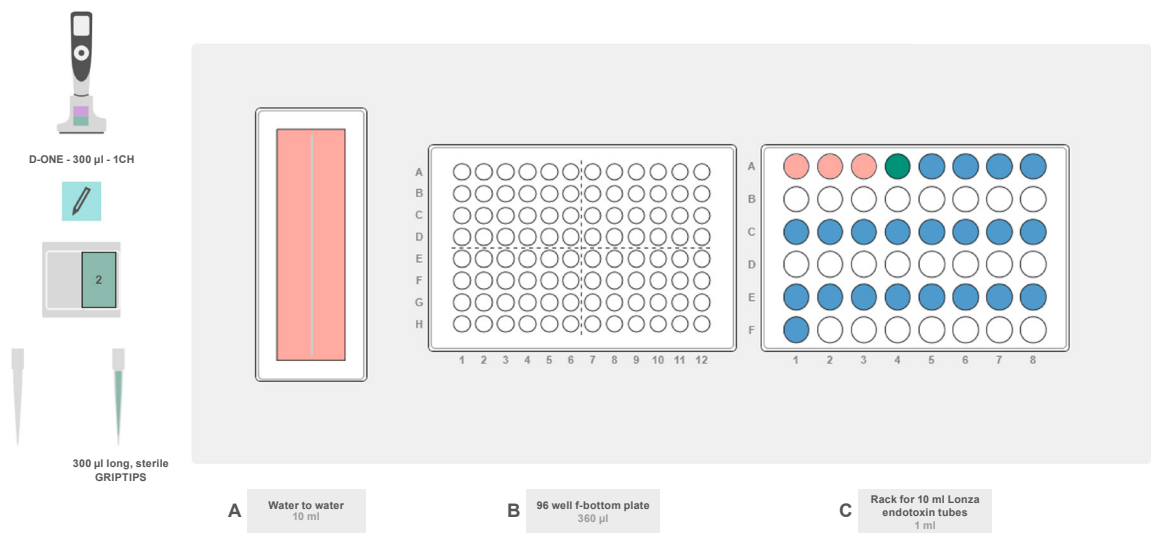 D-ONE - 300 µl - 1CH
2
300 µl long, sterile
GRIPTIPS
A
B
C
D
E
F
G
H
1 2 3 4 5 6 7 8 9 10 11 12
A
B
C
D
E
F
1 2 3 4 5 6 7 8
A
Water to water
10 ml
B
96 well f-bottom plate
360 µl
C
Rack for 10 ml Lonza
endotoxin tubes
1 ml